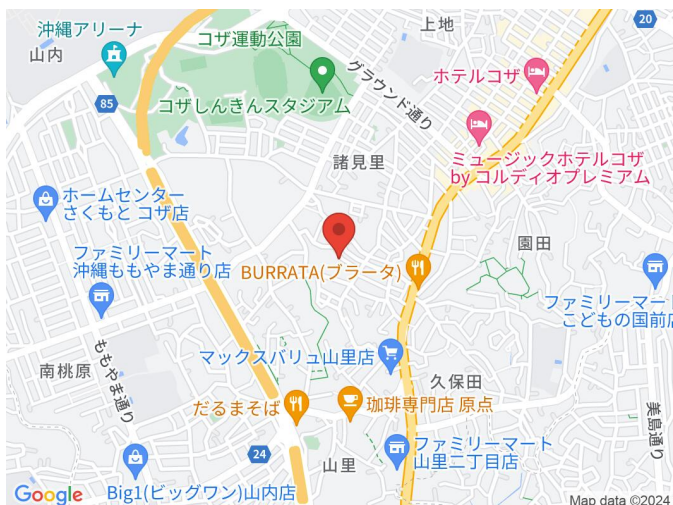 上地
20
沖縄アリーナ
山内
コザ運動公園
グラウンド通り
ホテルコザ
85
コザしんきんスタジアム
諸見里
ミュージックホテルコザ
by コルディオプレミアム
ホームセンター
さくもと コザ店
園田
ファミリーマート
沖縄ももやま通り店
BURRATA(ブラータ)
ファミリーマート
こどもの国前店
南桃原
ももやま通り
マックスバリュ山里店
久保田
美島通り
だるまそば
珈琲専門店 原点
24
山里
ファミリーマート
山里二丁目店
Big1(ビッグワン)山内店
Google
Map data ©2024